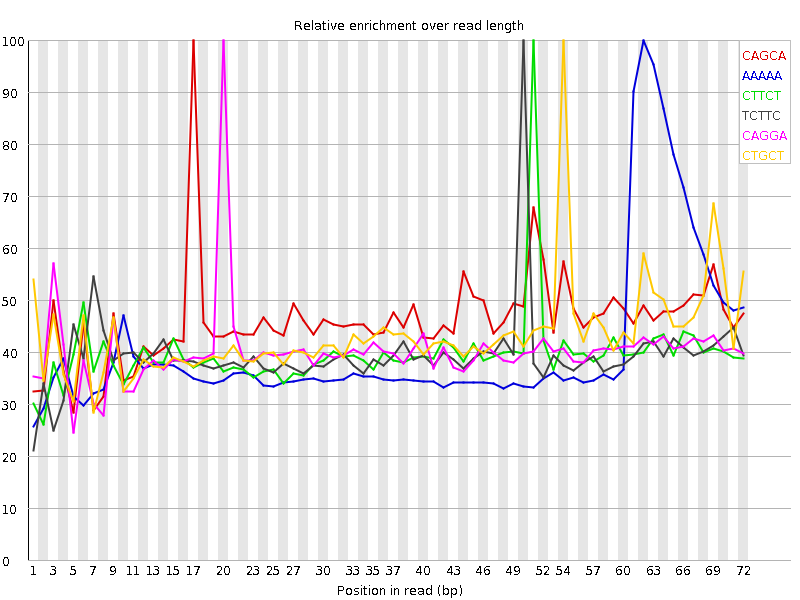 Relative enrichment over read length
100
90
80
70
60
50
40
30
20
10
0
CAGCA
AAAAA
CTTCT
TCTTC
CAGGA
CTGCT
1 3 5 7 9 11 13 15 17 20 23 25 27 30 33 35 37 40 43 46 49 52 54 57 60 63 66 69 72
Position in read (bp)